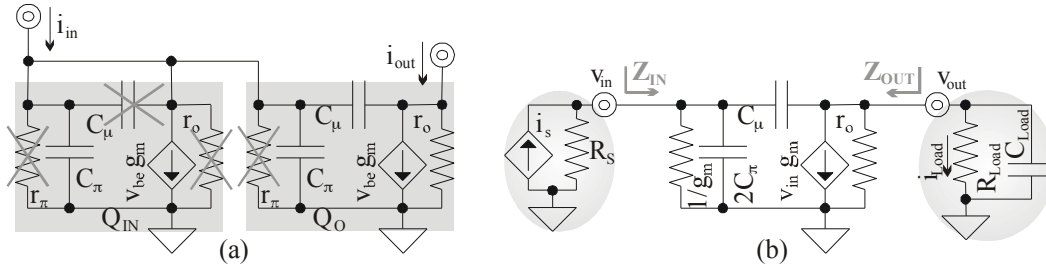 i_in
i_out
C_μ
r_o
C_μ
r_o
C_π
v_be g_m
C_π
v_be g_m
r_π
Q_IN
r_π
Q_O
(a)
v_in
Z_IN
Z_OUT
v_out
i_s
R_S
C_μ
r_o
1/g_m
2C_π
v_in g_m
i_Load
R_Load
C_Load
(b)